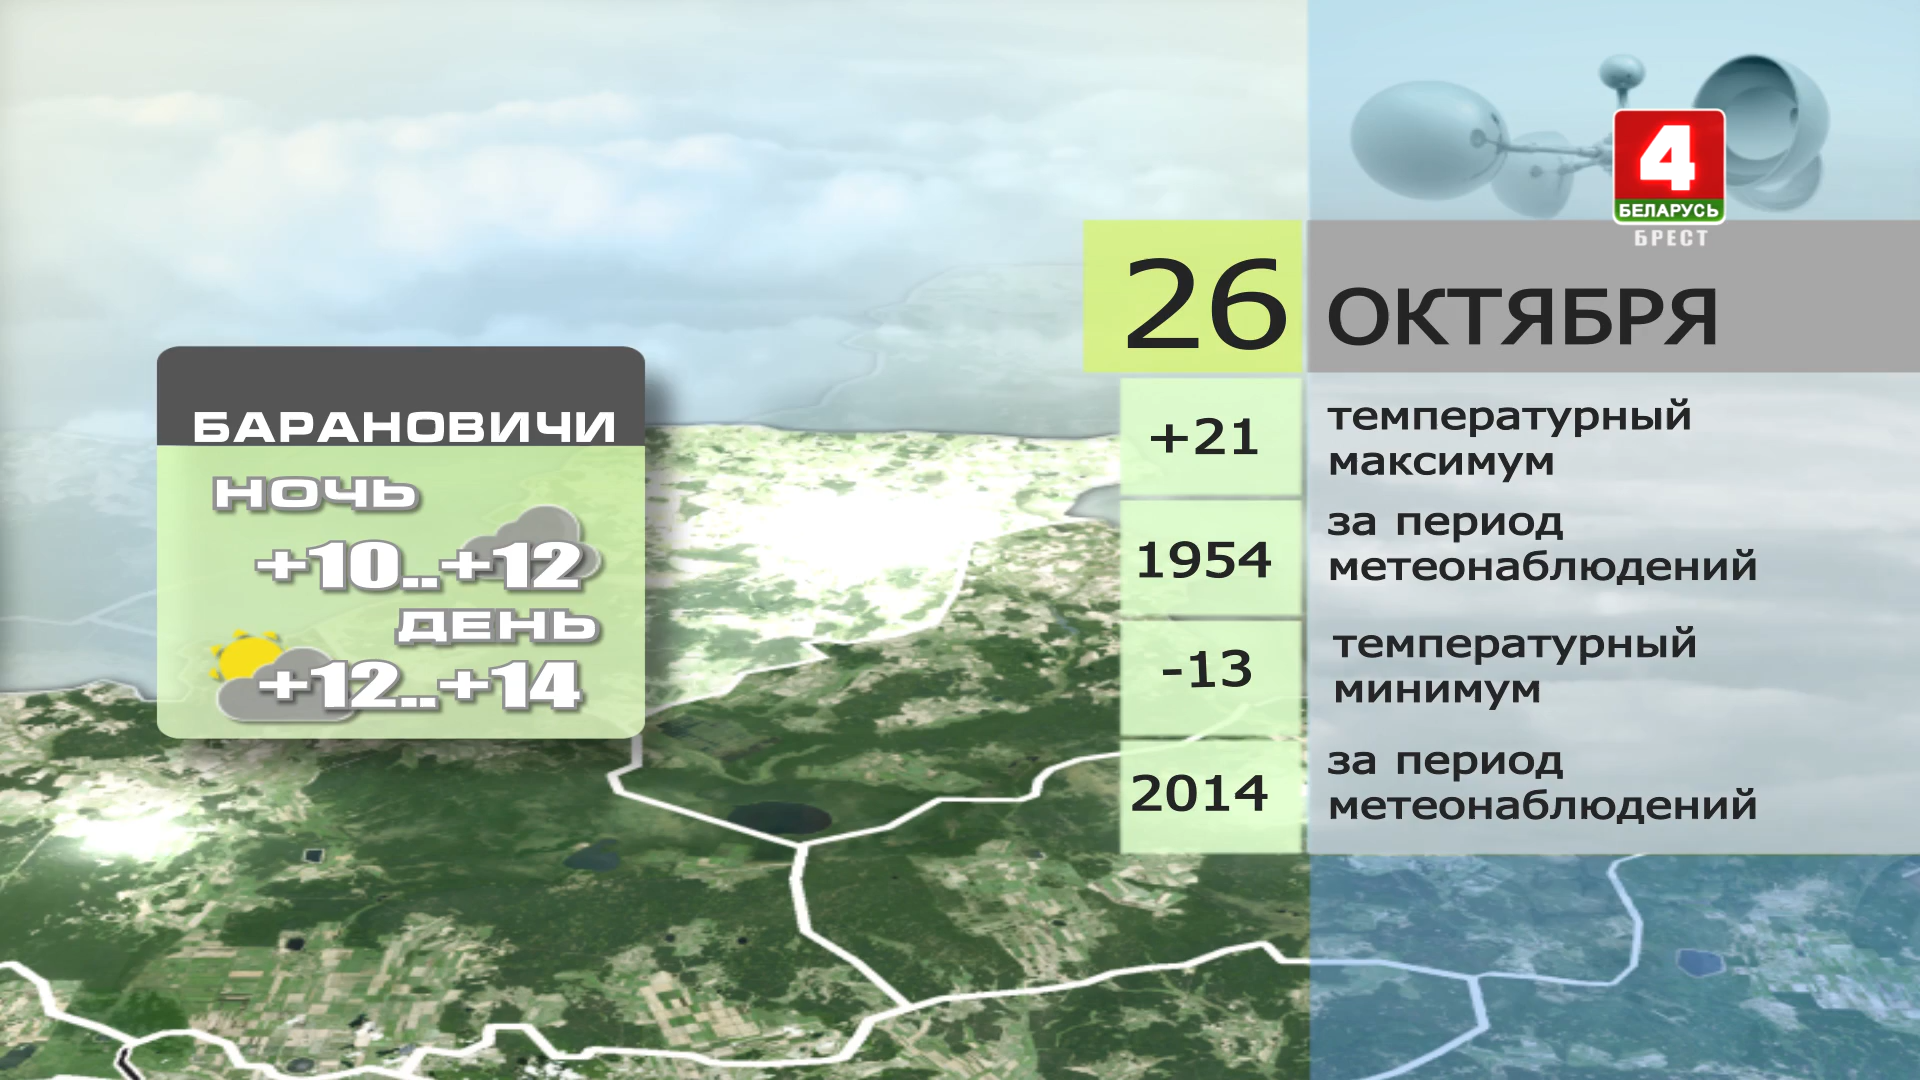 4
БЕЛАРУСЬ
БРЕСТ
26 ОКТЯБРЯ
БАРАНОВИЧИ
НОЧЬ
+10..+12
ДЕНЬ
+12..+14
+21
температурный
максимум
1954
за период
метеонаблюдений
-13
температурный
минимум
2014
за период
метеонаблюдений